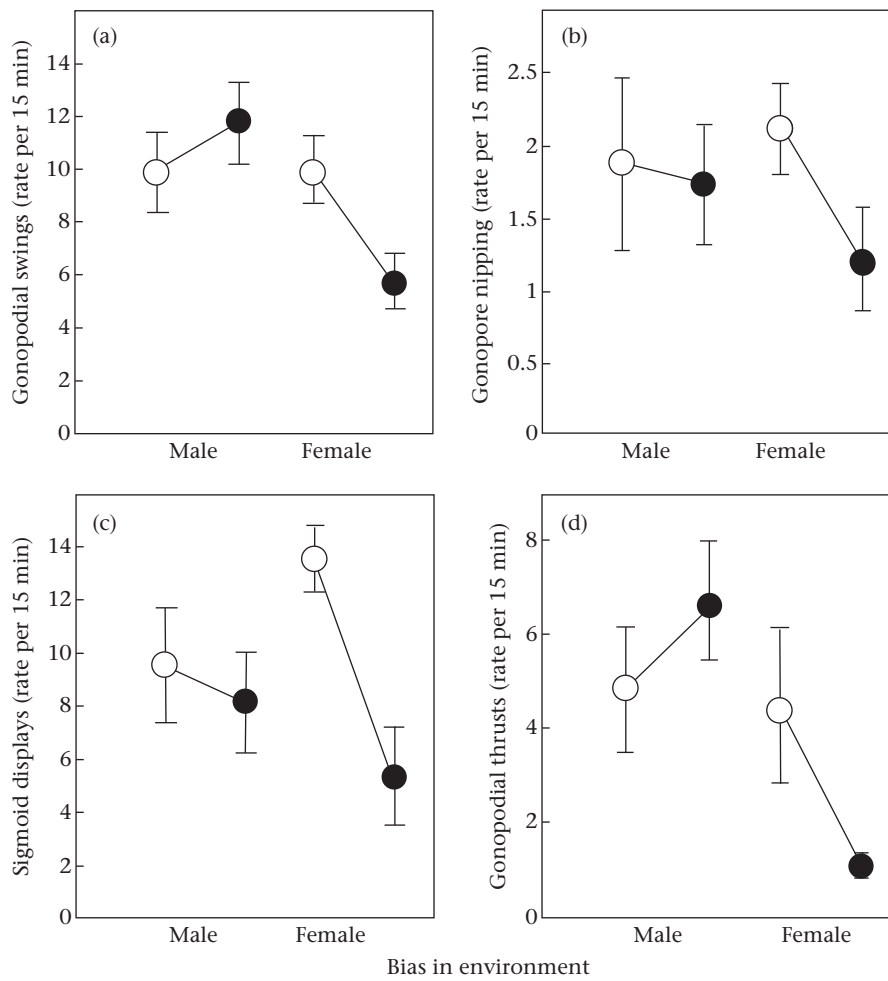 (a)
Gonopodial swings (rate per 15 min)
14
12
10
8
6
4
2
0
Male Female
(b)
Gonopore nipping (rate per 15 min)
2.5
2
1.5
1
0.5
0
Male Female
(c)
Sigmoid displays (rate per 15 min)
14
12
10
8
6
4
2
0
Male Female
(d)
Gonopodial thrusts (rate per 15 min)
8
6
4
2
0
Male Female
Bias in environment